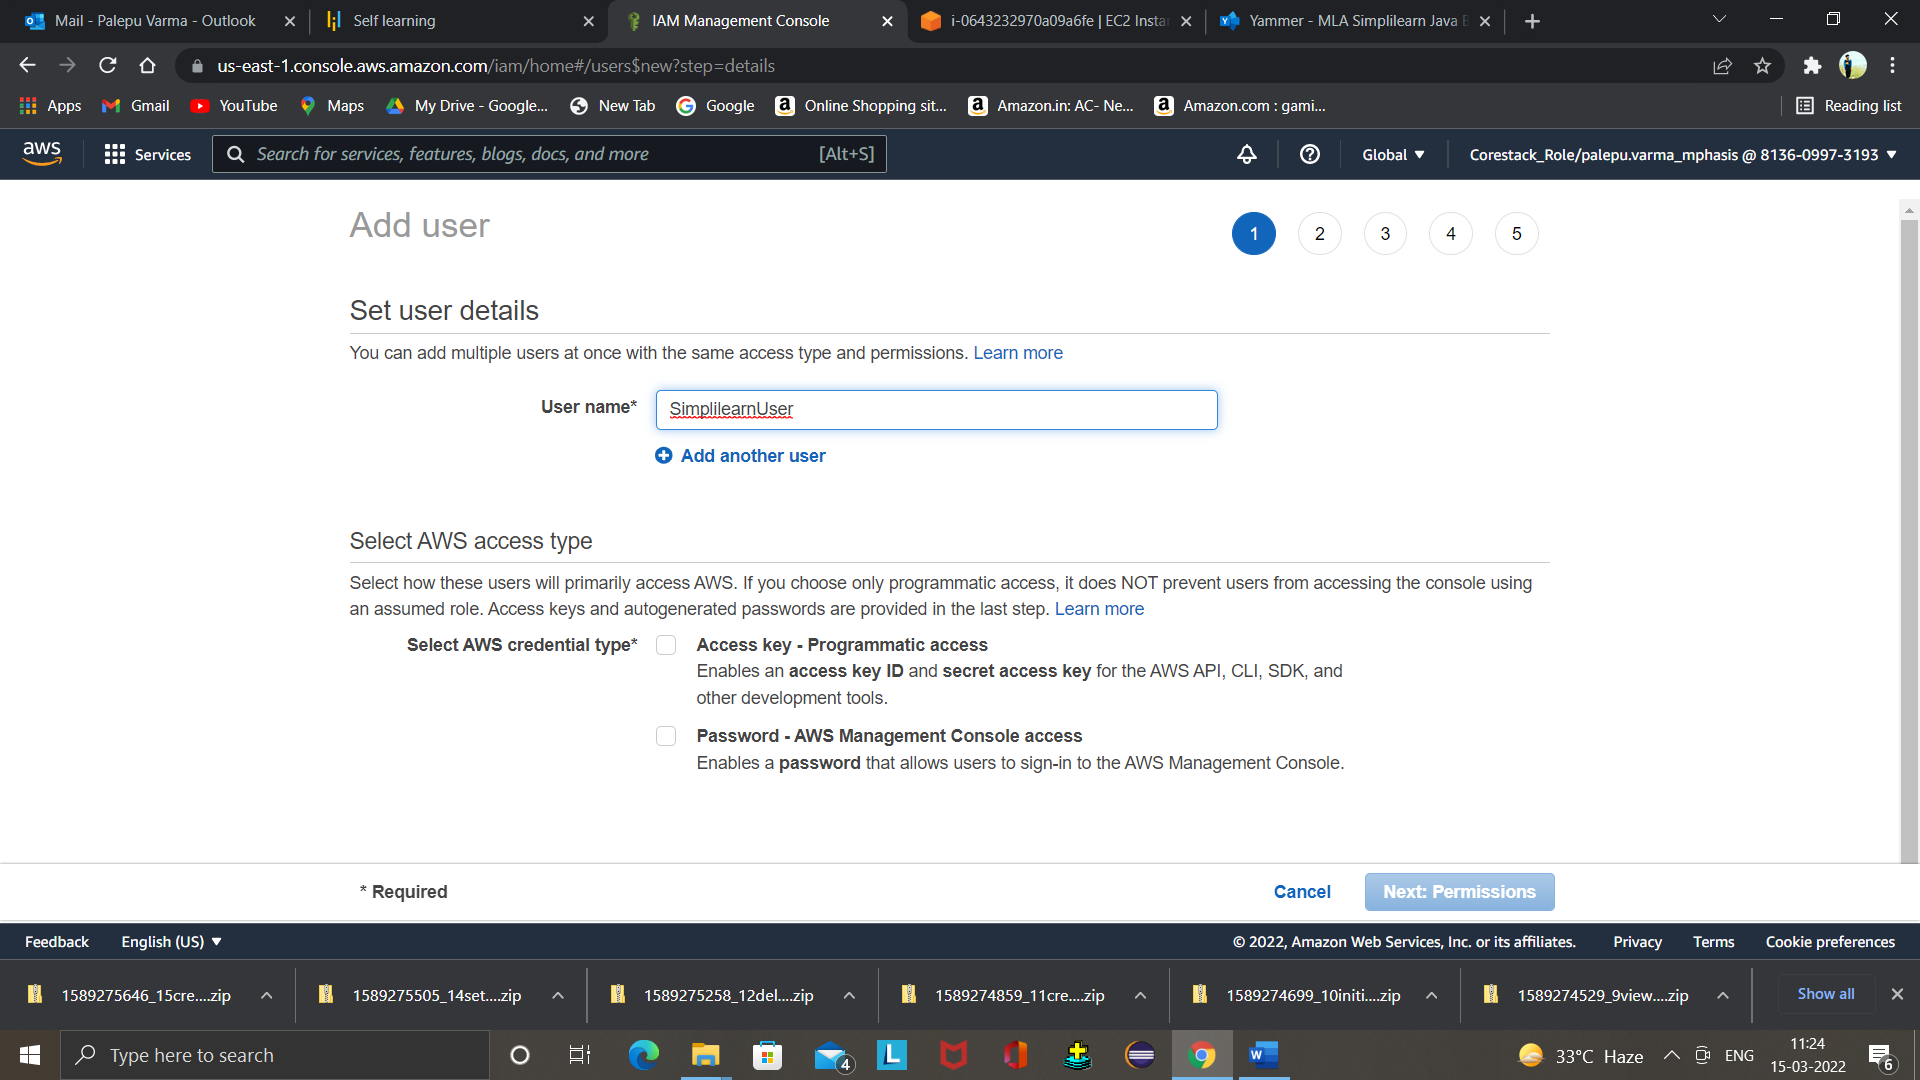 Mail - Palepu Varma - Outlook
Self learning
IAM Management Console
i-0643232970a09a6fe | EC2 Insta
Yammer - MLA Simplilearn Java
us-east-1.console.aws.amazon.com/iam/home#/users$new?step=details
Apps
Gmail
YouTube
Maps
My Drive - Google...
New Tab
Google
Online Shopping sit...
Amazon.in: AC- Ne...
Amazon.com : gami...
Reading list
aws
Services
Search for services, features, blogs, docs, and more
[Alt+S]
Global
Corestack_Role/palepu.varma_mphasis @ 8136-0997-3193
Add user
1
2
3
4
5
Set user details
You can add multiple users at once with the same access type and permissions. Learn more
User name*
SimplilearnUser
Add another user
Select AWS access type
Select how these users will primarily access AWS. If you choose only programmatic access, it does NOT prevent users from accessing the console using
an assumed role. Access keys and autogenerated passwords are provided in the last step. Learn more
Select AWS credential type*
Access key - Programmatic access
Enables an access key ID and secret access key for the AWS API, CLI, SDK, and
other development tools.
Password - AWS Management Console access
Enables a password that allows users to sign-in to the AWS Management Console.
* Required
Cancel
Next: Permissions
Feedback
English (US)
© 2022, Amazon Web Services, Inc. or its affiliates.
Privacy
Terms
Cookie preferences
1589275646_15cre....zip
1589275505_14set....zip
1589275258_12del....zip
1589274859_11cre....zip
1589274699_10initi....zip
1589274529_9view....zip
Show all
Type here to search
4
L
W
33°C Haze
ENG
11:24
15-03-2022
6